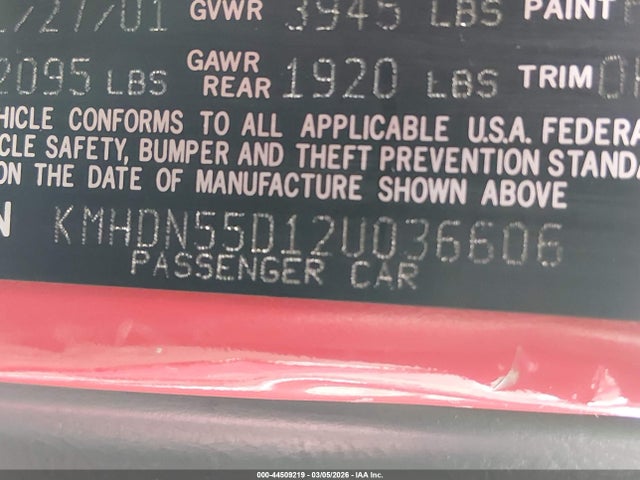 /27/01 GVWR 3945 LBS PAINT
2095 LBS GAWR REAR 1920 LBS TRIM
HICLE CONFORMS TO ALL APPLICABLE U.S.A. FEDERA
CLE SAFETY, BUMPER AND THEFT PREVENTION STANDA
ON THE DATE OF MANUFACTURE SHOWN ABOVE
N KMHDN55D12U036606
PASSENGER CAR
000-44509219 - 03/05/2026 - IAA Inc.